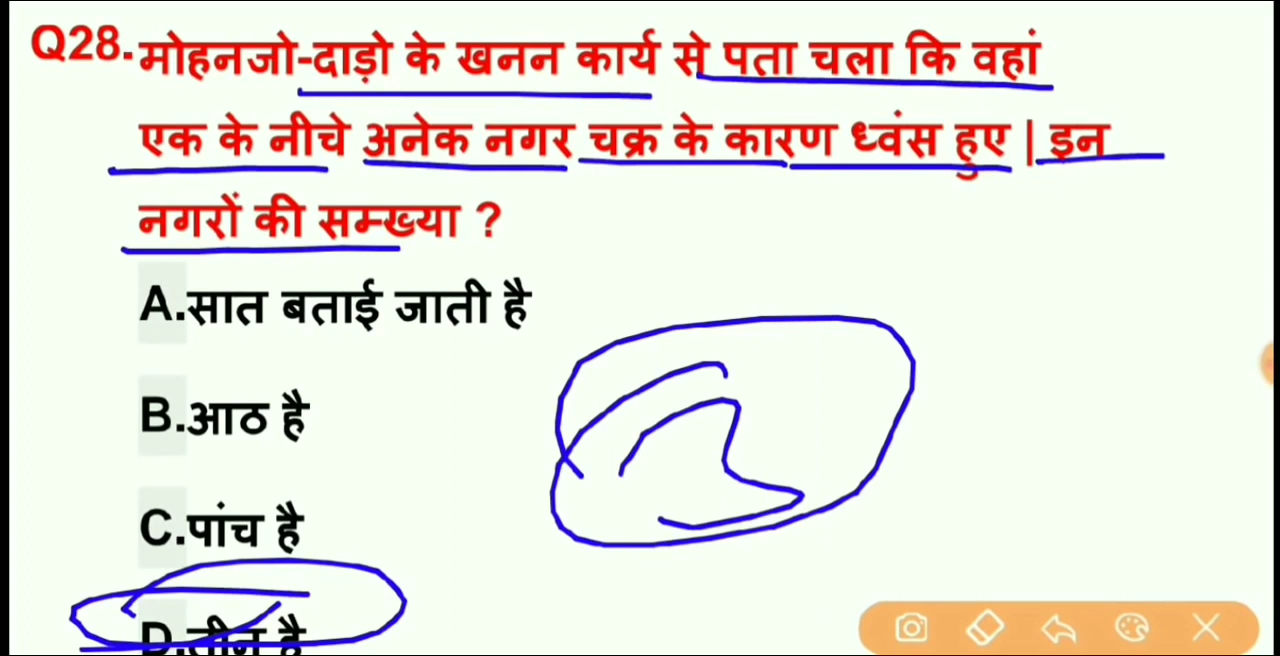 Q28. मोहनजो-दाड़ो के खनन कार्य से पता चला कि वहां
एक के नीचे अनेक नगर चक्र के कारण ध्वंस हुए | इन
नगरों की सम्ख्या ?
A.सात बताई जाती है
B.आठ है
C.पांच है
D.तीन है